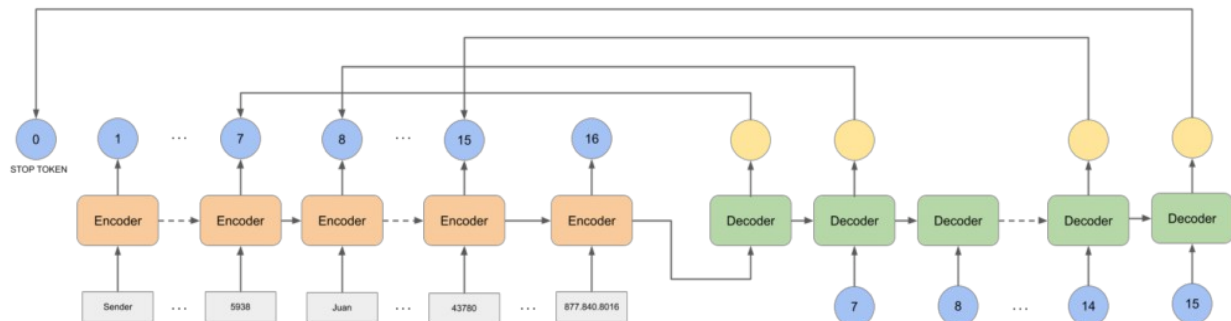 0 1 ... 7 8 ... 15 16
STOP TOKEN
Encoder Encoder Encoder Encoder Encoder Decoder Decoder Decoder Decoder Decoder
Sender ... 5938 Juan ... 43780 ... 877.840.8016 7 8 ... 14 15